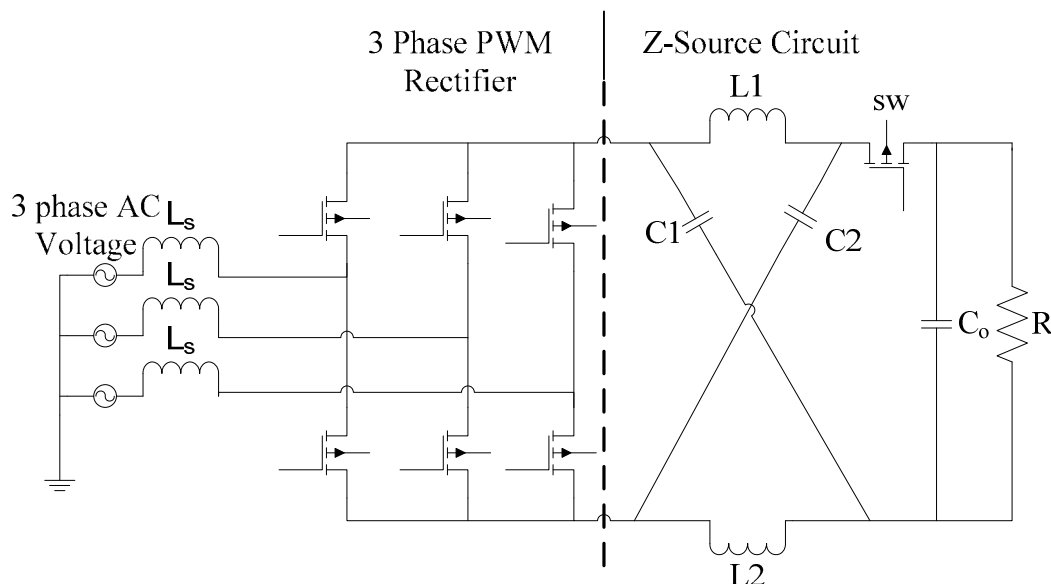 3 Phase PWM
Rectifier
Z-Source Circuit
L1
sw
3 phase AC
Voltage
Ls
Ls
Ls
C1
C2
Co
R
L2